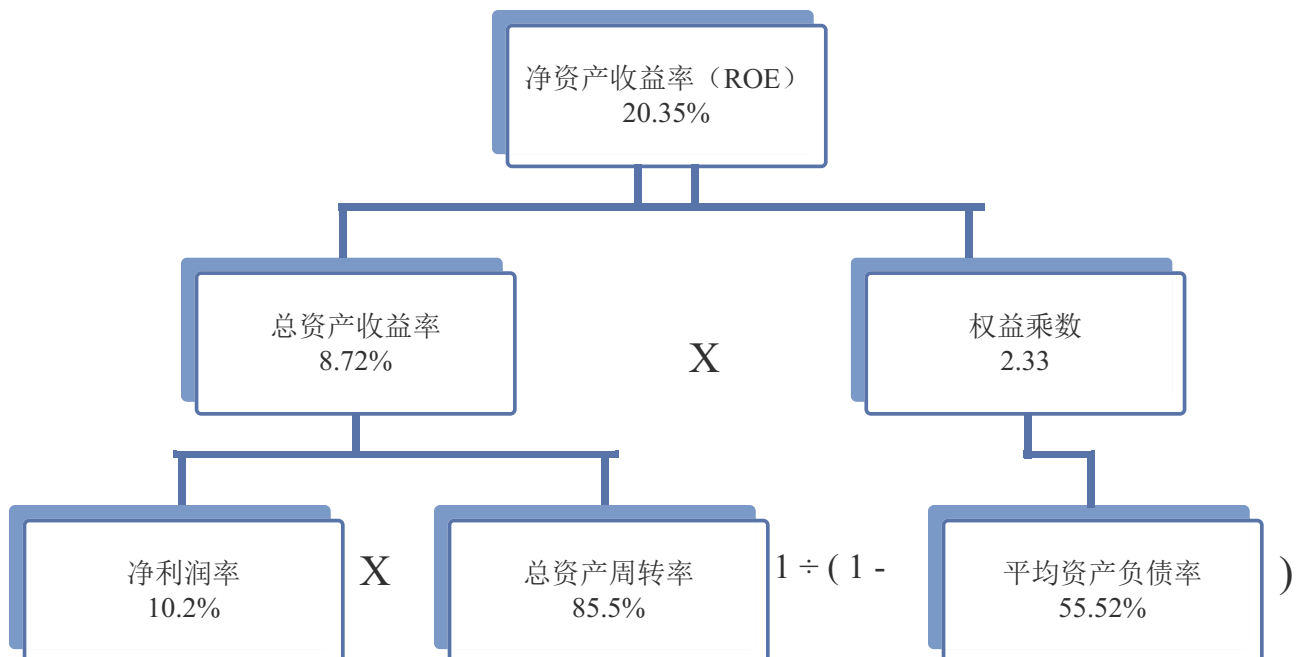 净资产收益率（ROE）
20.35%
总资产收益率
8.72%
X
权益乘数
2.33
净利润率
10.2%
X
总资产周转率
85.5%
1 ÷ ( 1 -
平均资产负债率
55.52%
)